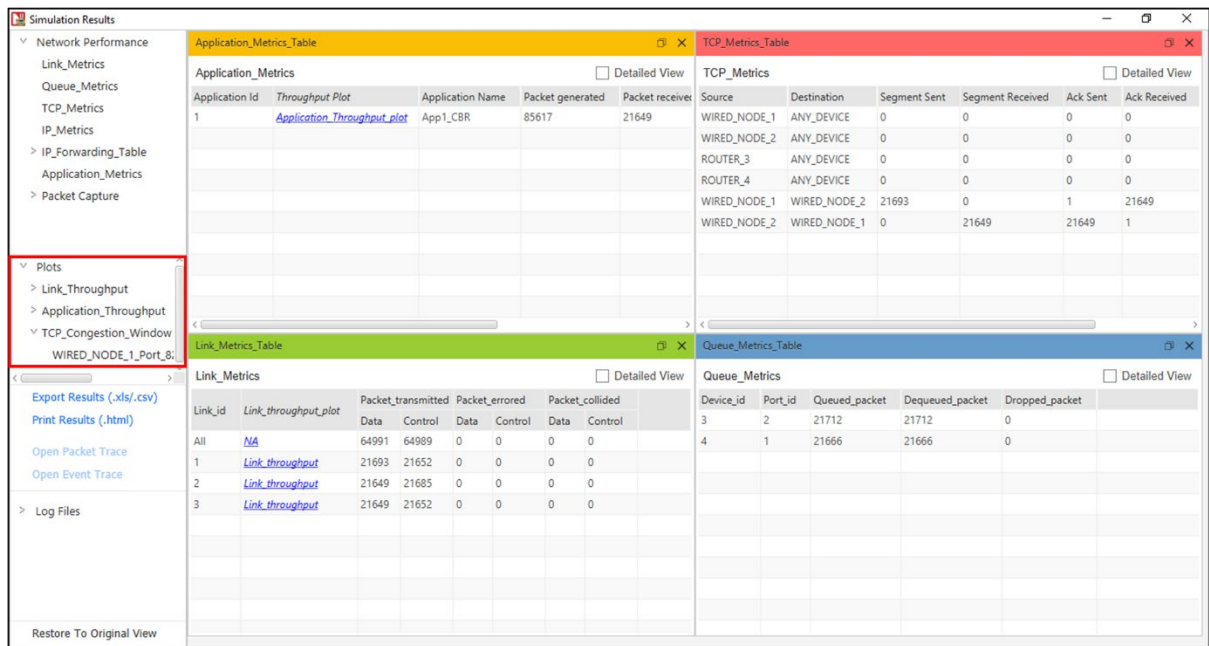 Simulation Results
Network Performance
Link_Metrics
Queue_Metrics
TCP_Metrics
IP_Metrics
IP_Forwarding_Table
Application_Metrics
Packet Capture
Plots
Link_Throughput
Application_Throughput
TCP_Congestion_Window
WIRED_NODE_1_Port_82
Export Results (.xls/.csv)
Print Results (.html)
Open Packet Trace
Open Event Trace
Log Files
Restore To Original View
Application_Metrics_Table
Application_Metrics Detailed View
Application Id Throughput Plot Application Name Packet generated Packet received
1 Application_Throughput_plot App1_CBR 85617 21649
TCP_Metrics_Table
TCP_Metrics Detailed View
Source Destination Segment Sent Segment Received Ack Sent Ack Received
WIRED_NODE_1 ANY_DEVICE 0 0 0 0
WIRED_NODE_2 ANY_DEVICE 0 0 0 0
ROUTER_3 ANY_DEVICE 0 0 0 0
ROUTER_4 ANY_DEVICE 0 0 0 0
WIRED_NODE_1 WIRED_NODE_2 21693 0 1 21649
WIRED_NODE_2 WIRED_NODE_1 0 21649 21649 1
Link_Metrics_Table
Link_Metrics Detailed View
Link_id Link_throughput_plot Packet_transmitted Packet_errored Packet_collided
Data Control Data Control Data Control
All NA 64991 64989 0 0 0 0
1 Link_throughput 21693 21652 0 0 0 0
2 Link_throughput 21649 21685 0 0 0 0
3 Link_throughput 21649 21652 0 0 0 0
Queue_Metrics_Table
Queue_Metrics Detailed View
Device_id Port_id Queued_packet Dequeued_packet Dropped_packet
3 2 21712 21712 0
4 1 21666 21666 0